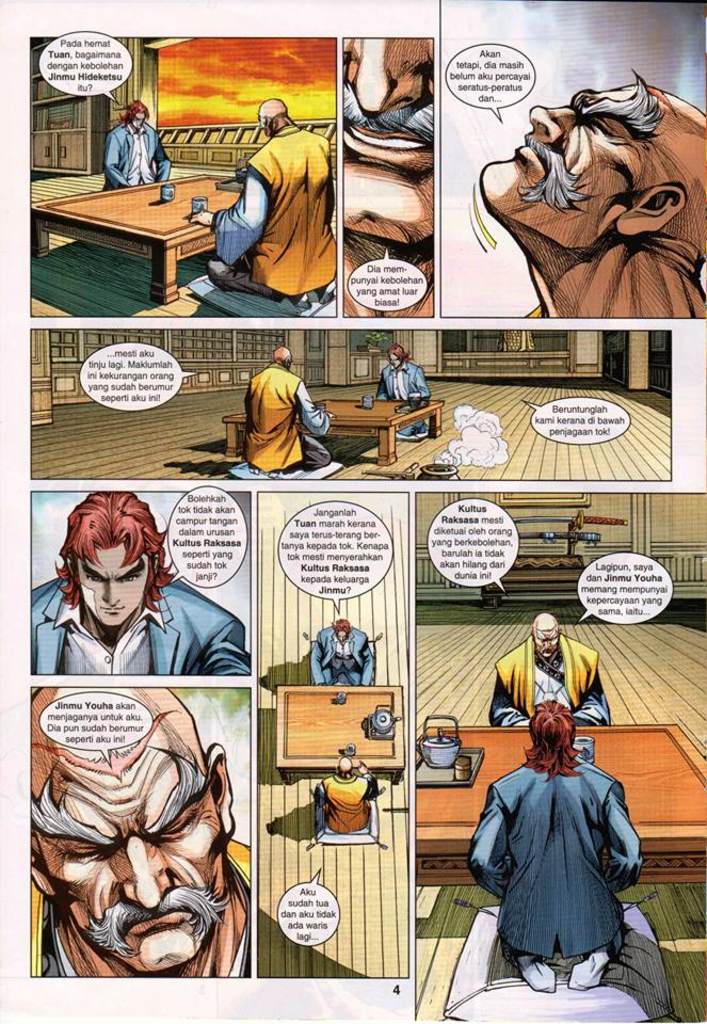 Pada hemat
Tuan, bagaimana
dengan kebolehan
Jinmu Hideketsu
itu?
Dia mem-
punyai kebolehan
yang amat luar
biasa!
Akan
tetapi, dia masih
belum aku percayai
seratus-peratus
dan...
...mesti aku
tinju lagi. Maklumlah
ini kekurangan orang
yang sudah berumur
seperti aku ini!
Beruntunglah
kami kerana di bawah
penjagaan tok!
Bolehkah
tok tidak akan
campur tangan
dalam urusan
Kultus Raksasa
seperti yang
sudah tok
janji?
Jinmu Youha akan
menjaganya untuk aku.
Dia pun sudah berumur
seperti aku ini!
Janganlah
Tuan marah kerana
saya terus-terang ber-
tanya kepada tok. Kenapa
tok mesti menyerahkan
Kultus Raksasa
kepada keluarga
Jinmu?
Aku
sudah tua
dan aku tidak
ada waris
lagi...
Kultus
Raksasa mesti
diketuai oleh orang
yang berkebolehan,
barulah ia tidak
akan hilang dari
dunia ini!
Lagipun, saya
dan Jinmu Youha
memang mempunyai
kepercayaan yang
sama, iaitu...
4